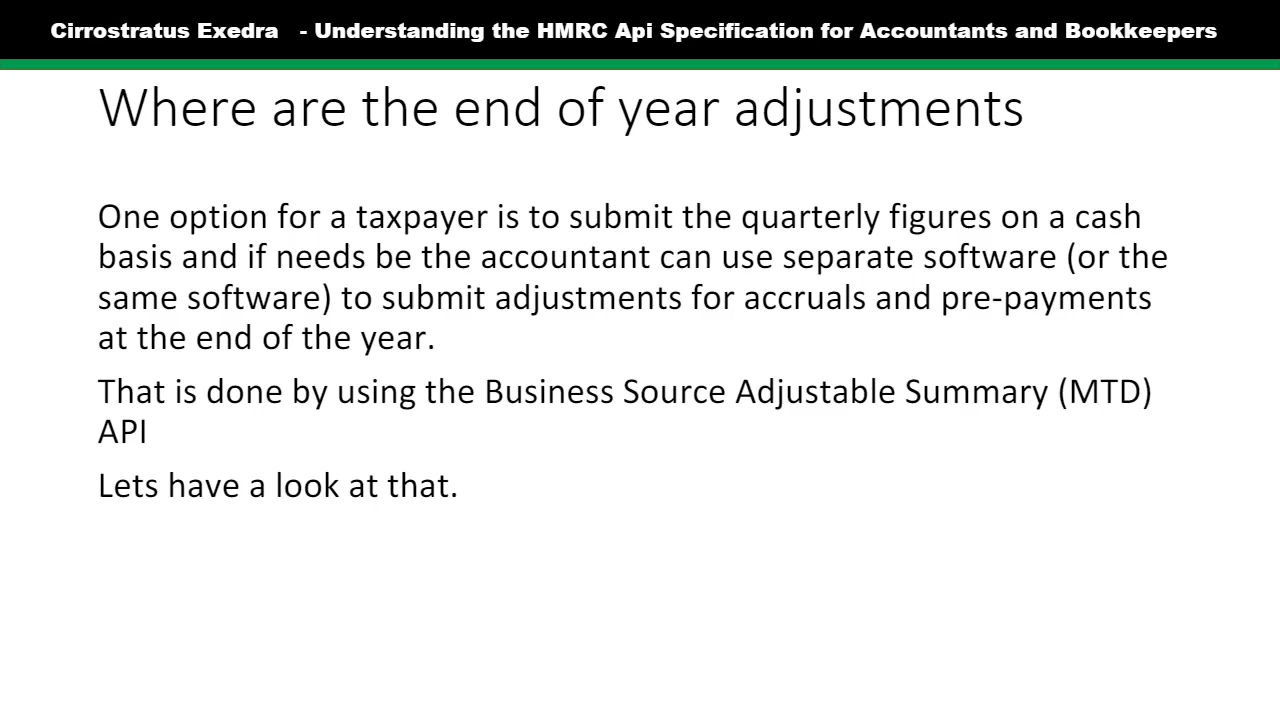 Cirrostratus Exedra - Understanding the HMRC Api Specification for Accountants and Bookkeepers
Where are the end of year adjustments
One option for a taxpayer is to submit the quarterly figures on a cash
basis and if needs be the accountant can use separate software (or the
same software) to submit adjustments for accruals and pre-payments
at the end of the year.
That is done by using the Business Source Adjustable Summary (MTD)
API
Lets have a look at that.